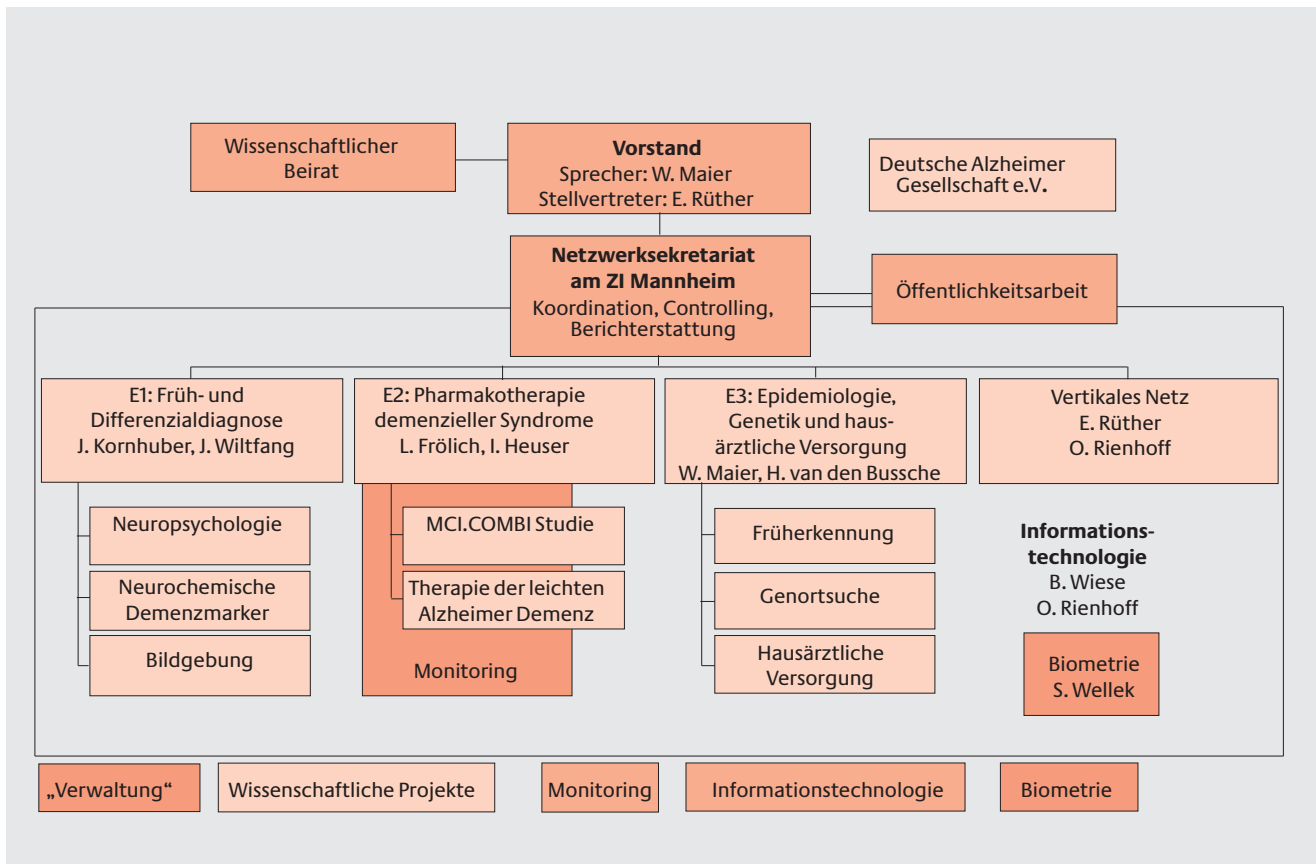 Wissenschaftlicher
Beirat
Vorstand
Sprecher: W. Maier
Stellvertreter: E. Rüther
Deutsche Alzheimer
Gesellschaft e.V.
Netzwerksekretariat
am ZI Mannheim
Koordination, Controlling,
Berichterstattung
Öffentlichkeitsarbeit
E1: Früh- und
Differenzialdiagnose
J. Kornhuber, J. Wiltfang
E2: Pharmakotherapie
demenzieller Syndrome
L. Frölich, I. Heuser
E3: Epidemiologie,
Genetik und haus-
ärztliche Versorgung
W. Maier, H. van den Bussche
Vertikales Netz
E. Rüther
O. Rienhoff
Neuropsychologie
Neurochemische
Demenzmarker
Bildgebung
MCI.COMBI Studie
Therapie der leichten
Alzheimer Demenz
Monitoring
Früherkennung
Genortsuche
Hausärztliche
Versorgung
Informations-
technologie
B. Wiese
O. Rienhoff
Biometrie
S. Wellek
„Verwaltung“
Wissenschaftliche Projekte
Monitoring
Informationstechnologie
Biometrie